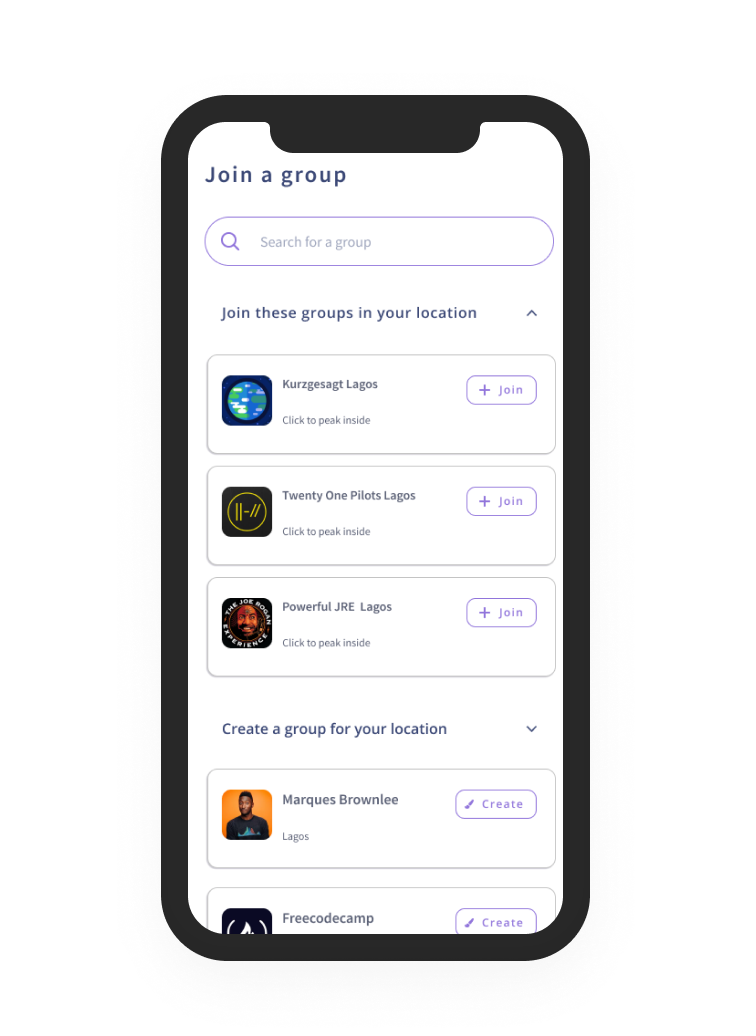 Join a group
Search for a group
Join these groups in your location
Kurzgesagt Lagos
Join
Click to peak inside
Twenty One Pilots Lagos
Join
Click to peak inside
Powerful JRE Lagos
Join
THE JOE ROGAN EXPERIENCE
Click to peak inside
Create a group for your location
Marques Brownlee
Create
Lagos
Freecodecamp
Create